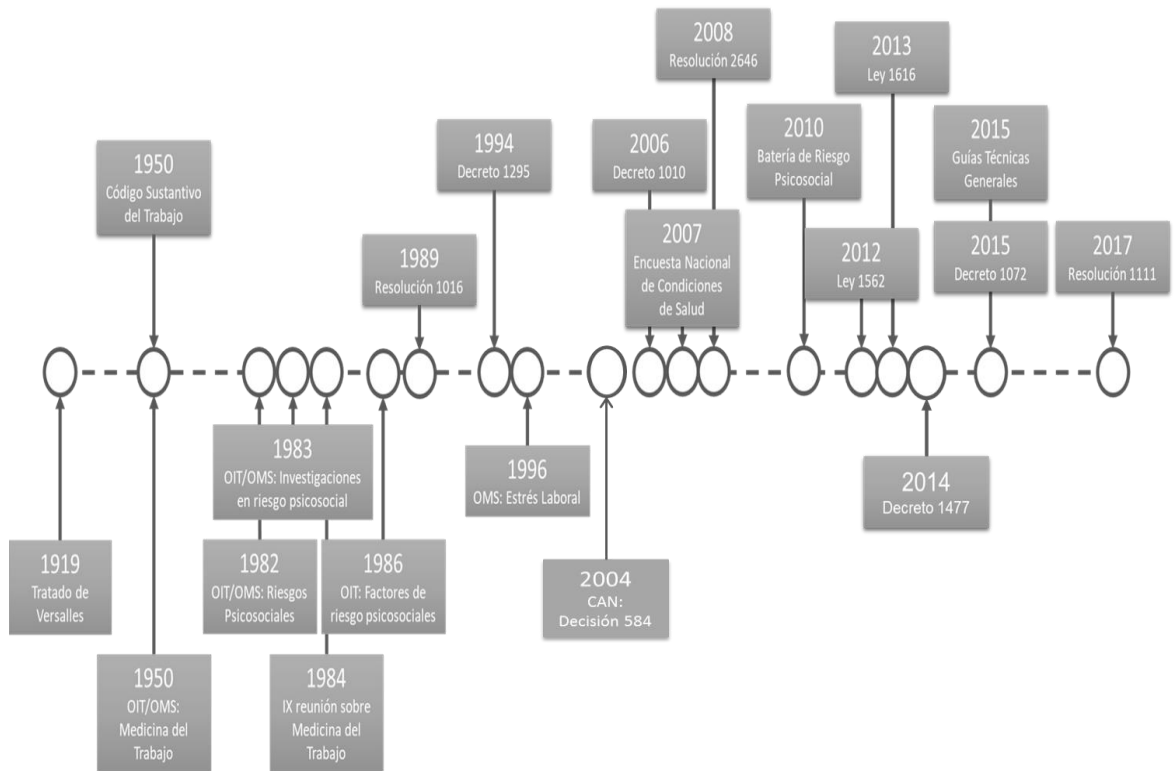 2008
Resolución 2646
2013
Ley 1616
1994
Decreto 1295
2006
Decreto 1010
2010
Batería de Riesgo
Psicosocial
2015
Guías Técnicas
Generales
1950
Código Sustantivo
del Trabajo
1989
Resolución 1016
2007
Encuesta Nacional
de Condiciones
de Salud
2012
Ley 1562
2015
Decreto 1072
2017
Resolución 1111
1983
OIT/OMS: Investigaciones
en riesgo psicosocial
1996
OMS: Estrés Laboral
2014
Decreto 1477
1919
Tratado de
Versalles
1982
OIT/OMS: Riesgos
Psicosociales
1986
OIT: Factores de
riesgo psicosociales
2004
CAN:
Decisión 584
1950
OIT/OMS:
Medicina del
Trabajo
1984
IX reunión sobre
Medicina del
Trabajo